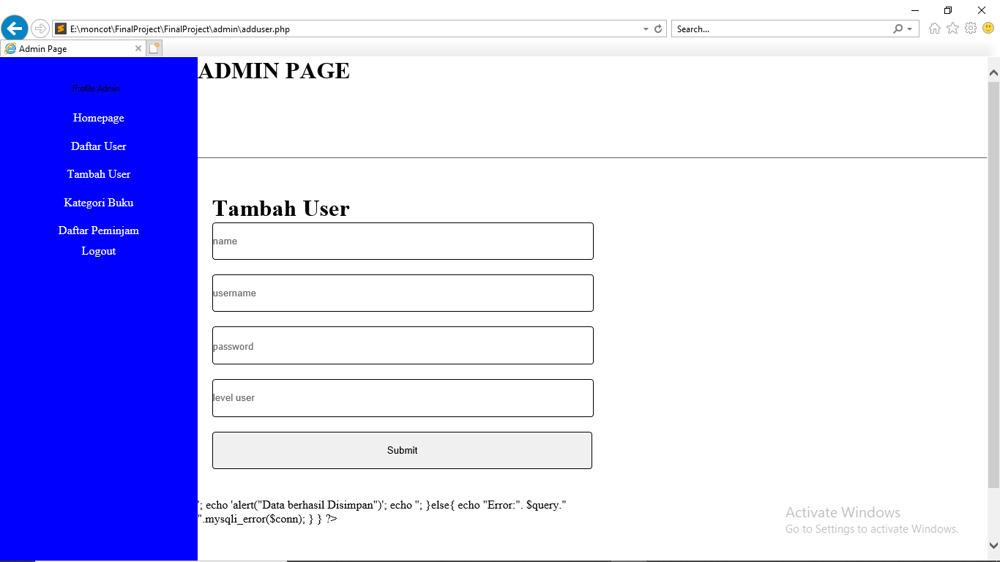 E:\moncot\FinalProject\FinalProject\admin\adduser.php
Search...
Admin Page
ADMIN PAGE
Profile Admin
Homepage
Daftar User
Tambah User
Kategori Buku
Daftar Peminjam
Logout
Tambah User
name
username
password
level user
Submit
'; echo 'alert("Data berhasil Disimpan")'; echo ''; }else{ echo "Error:". $query."
".mysqli_error($conn); } } ?>
Activate Windows
Go to Settings to activate Windows.